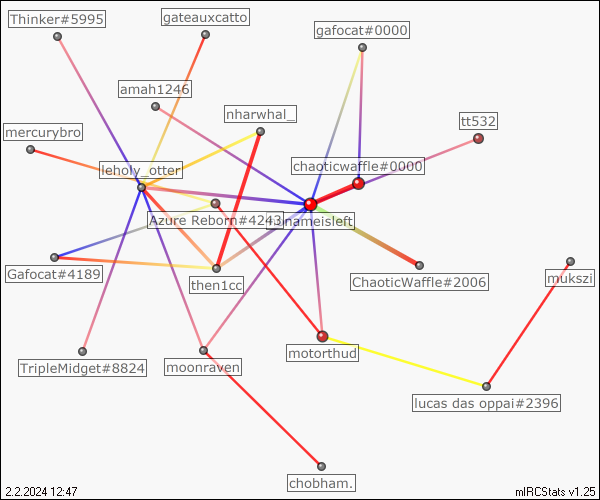 Thinker#5995
gateauxcatto
gafocat#0000
amah1246
nharwhal_
tt532
mercurybro
leholy_otter
chaoticwaffle#0000
Azure Reborn#4243
Gafocat#4189
then1cc
ChaoticWaffle#2006
mukszi
motorthud
TripleMidget#8824
moonraven
lucas das oppai#2396
chobham.
2.2.2024 12:47
mIRCStats v1.25